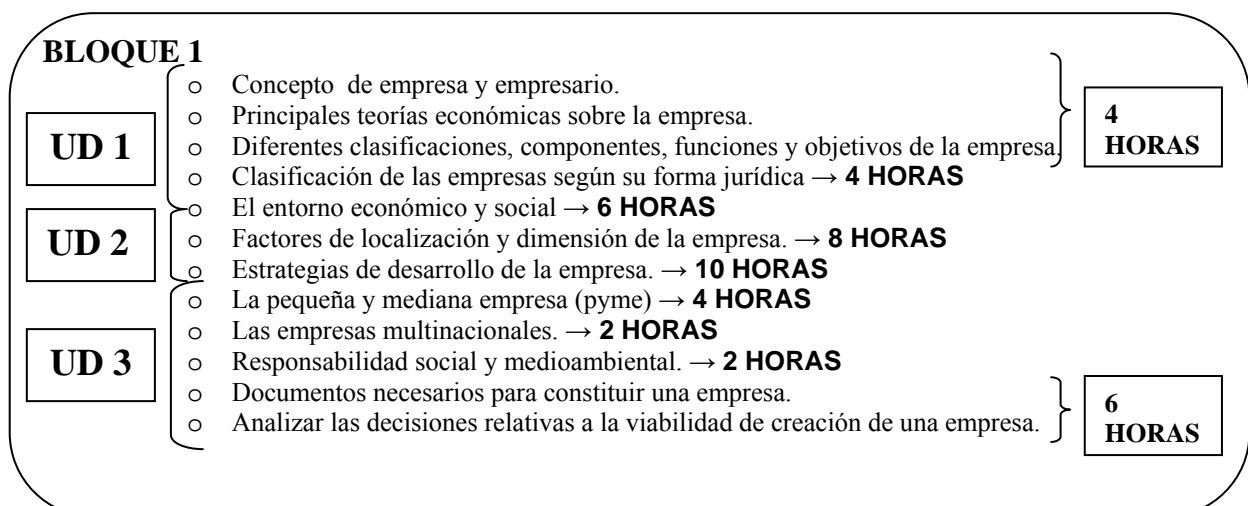 BLOQUE 1
UD 1
o Concepto de empresa y empresario.
o Principales teorías económicas sobre la empresa.
o Diferentes clasificaciones, componentes, funciones y objetivos de la empresa.
4
HORAS
o Clasificación de las empresas según su forma jurídica → 4 HORAS
o El entorno económico y social → 6 HORAS
UD 2
o Factores de localización y dimensión de la empresa. → 8 HORAS
o Estrategias de desarrollo de la empresa. → 10 HORAS
UD 3
o La pequeña y mediana empresa (pyme) → 4 HORAS
o Las empresas multinacionales. → 2 HORAS
o Responsabilidad social y medioambiental. → 2 HORAS
o Documentos necesarios para constituir una empresa.
o Analizar las decisiones relativas a la viabilidad de creación de una empresa.
6
HORAS